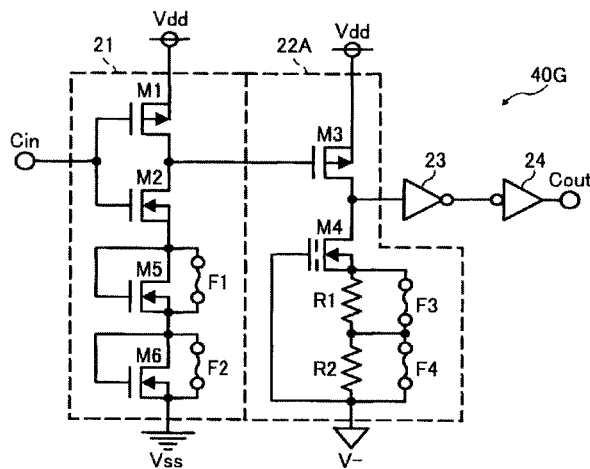 Vdd
Vdd
21
22A
40G
M1
M3
Cin
23
24
Cout
M2
M4
M5
F1
R1
F3
M6
F2
R2
F4
Vss
V−